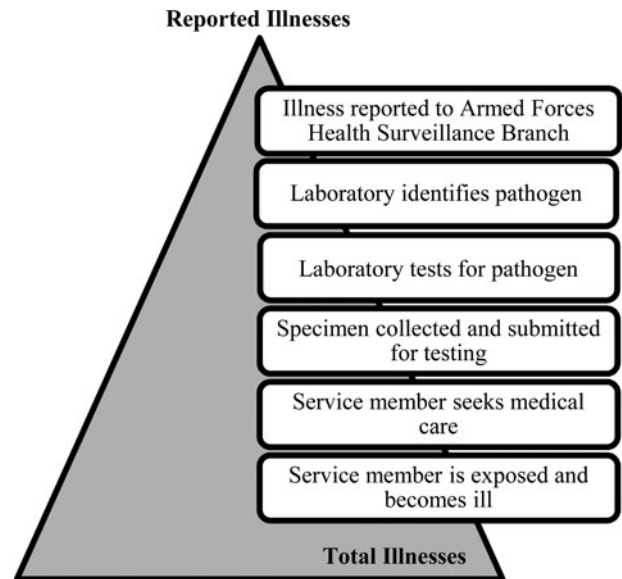 Reported Illnesses
Illness reported to Armed Forces
Health Surveillance Branch
Laboratory identifies pathogen
Laboratory tests for pathogen
Specimen collected and submitted
for testing
Service member seeks medical
care
Service member is exposed and
becomes ill
Total Illnesses